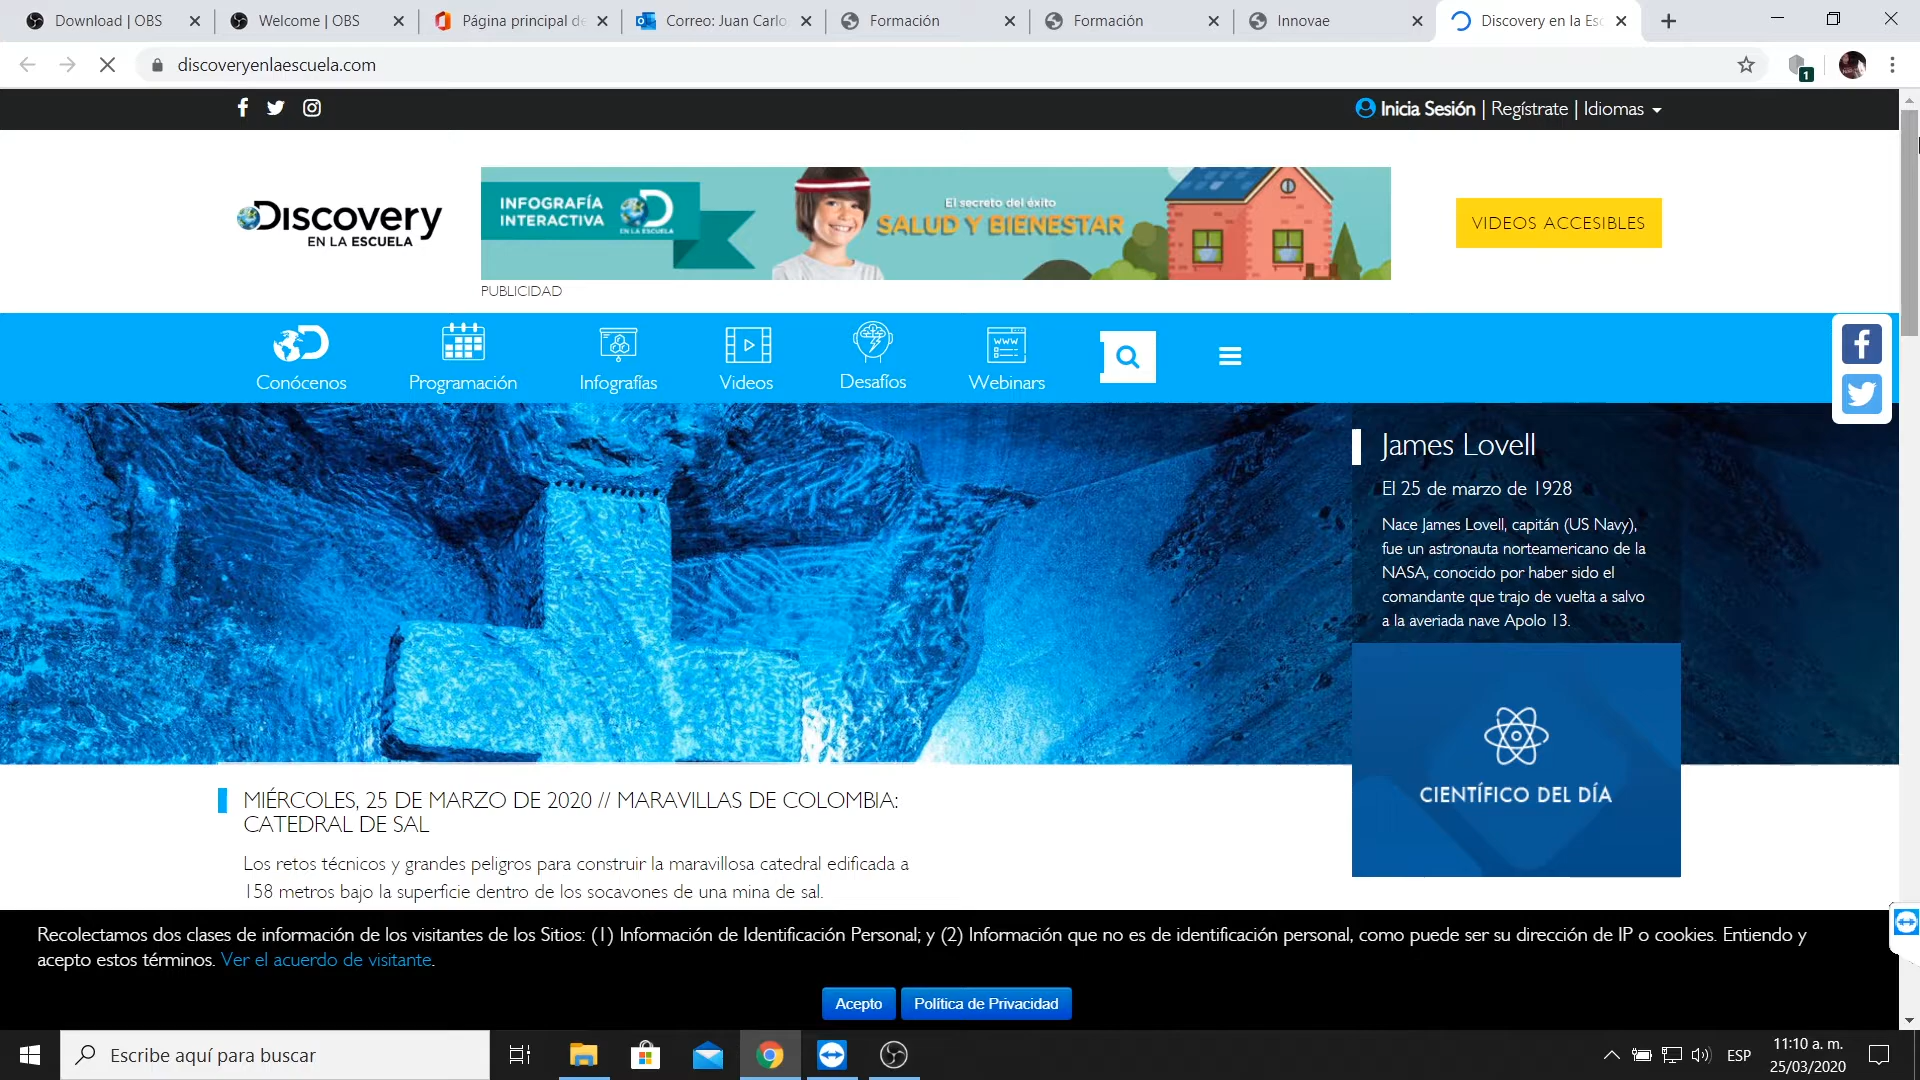 Download | OBS
Welcome | OBS
Página principal de
Correo: Juan Carlo
Formación
Formación
Innovae
Discovery en la Esc
discoveryenlaescuela.com
1
Inicia Sesión | Regístrate | Idiomas
Discovery
EN LA ESCUELA
INFOGRAFÍA
INTERACTIVA
EN LA ESCUELA
El secreto del éxito
SALUD Y BIENESTAR
VIDEOS ACCESIBLES
PUBLICIDAD
Conócenos
Programación
Infografías
Videos
Desafíos
WWW
Webinars
James Lovell
El 25 de marzo de 1928
Nace James Lovell, capitán (US Navy),
fue un astronauta norteamericano de la
NASA, conocido por haber sido el
comandante que trajo de vuelta a salvo
a la averiada nave Apolo 13.
CIENTÍFICO DEL DÍA
MIÉRCOLES, 25 DE MARZO DE 2020 // MARAVILLAS DE COLOMBIA:
CATEDRAL DE SAL
Los retos técnicos y grandes peligros para construir la maravillosa catedral edificada a
158 metros bajo la superficie dentro de los socavones de una mina de sal.
Recolectamos dos clases de información de los visitantes de los Sitios: (1) Información de Identificación Personal; y (2) Información que no es de identificación personal, como puede ser su dirección de IP o cookies. Entiendo y
acepto estos términos. Ver el acuerdo de visitante.
Acepto
Política de Privacidad
Escribe aquí para buscar
ESP
11:10 a. m.
25/03/2020